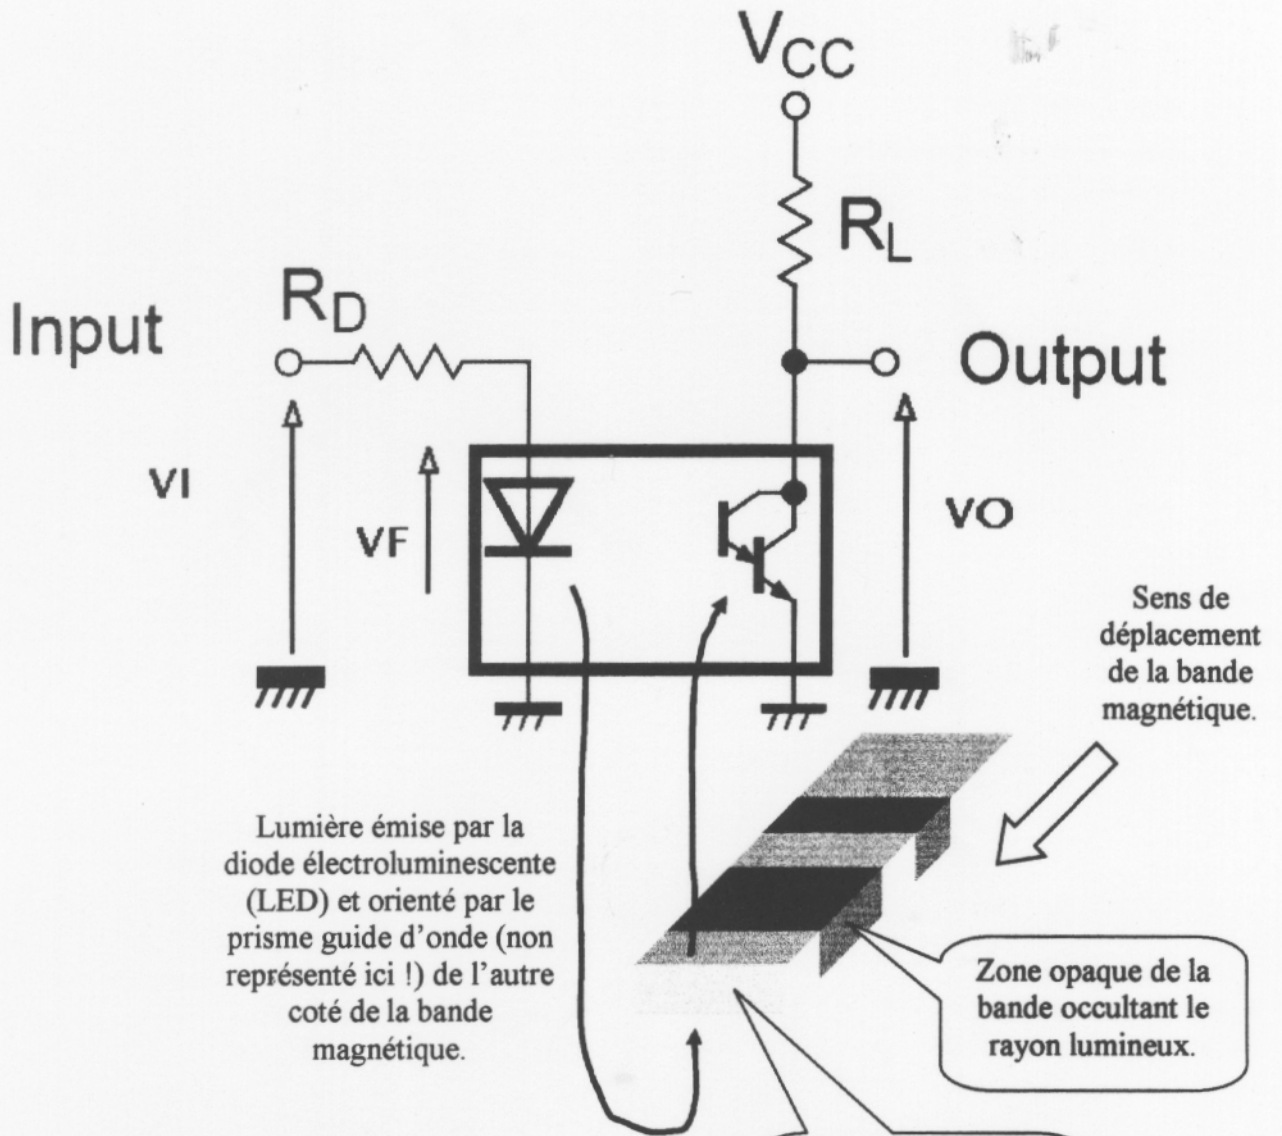 VCC
RL
RD
Input
Output
VI
VF
VO
Sens de
déplacement
de la bande
magnétique.
Lumière émise par la
diode électroluminescente
(LED) et orienté par le
prisme guide d'onde (non
représenté ici !) de l'autre
coté de la bande
magnétique.
Zone opaque de la
bande occultant le
rayon lumineux.